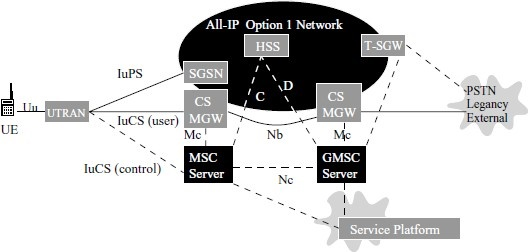 All-IP Option 1 Network
HSS
T-SGW
IuPS
SGSN
D
C
Uu
UTRAN
UE
CS
MGW
CS
MGW
PSTN
Legancy
External
IuCS (user)
Mc
Nb
Mc
MSC
Server
GMSC
Server
IuCS (control)
Nc
Service Platform